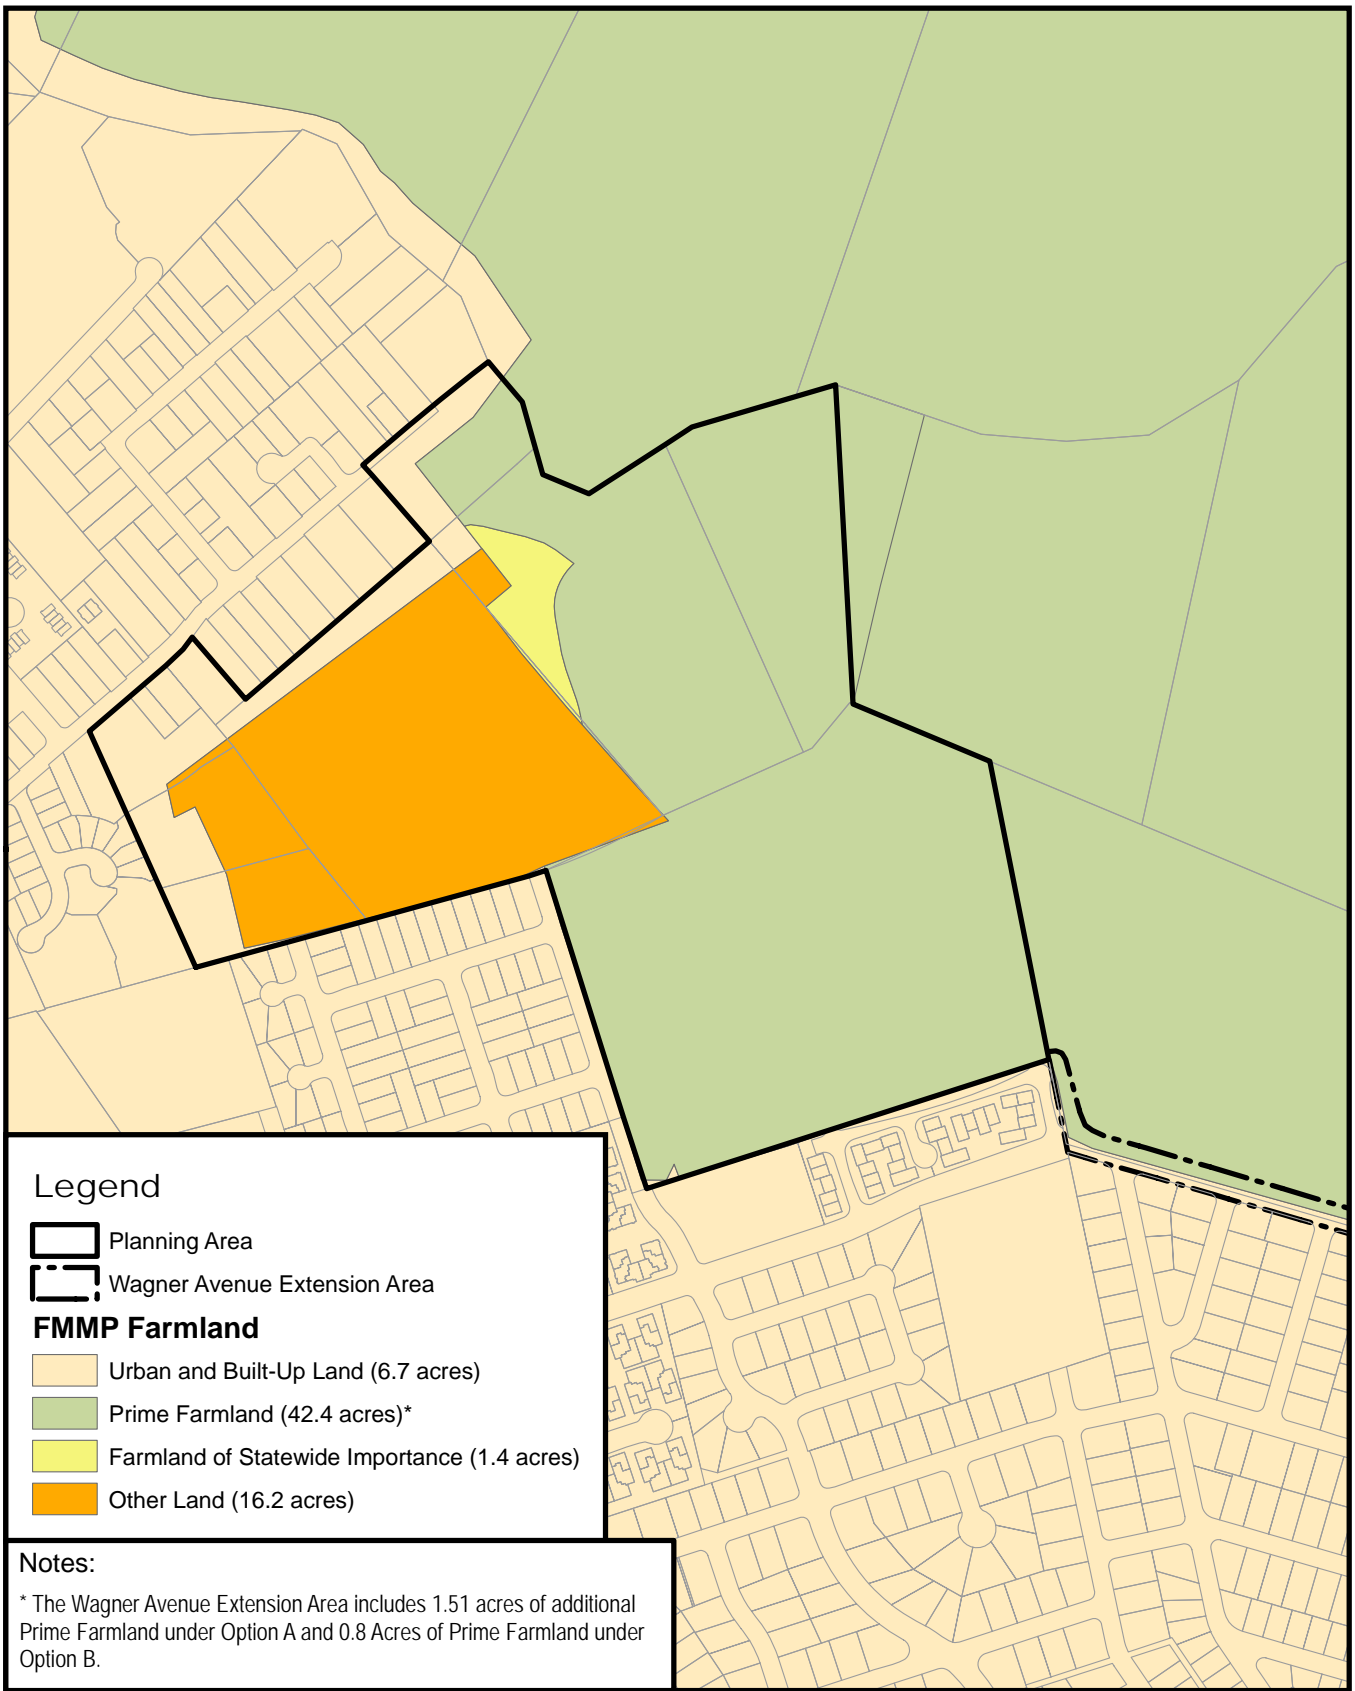 Legend
Planning Area
Wagner Avenue Extension Area
FMMP Farmland
Urban and Built-Up Land (6.7 acres)
Prime Farmland (42.4 acres)*
Farmland of Statewide Importance (1.4 acres)
Other Land (16.2 acres)
Notes:
* The Wagner Avenue Extension Area includes 1.51 acres of additional
Prime Farmland under Option A and 0.8 Acres of Prime Farmland under
Option B.